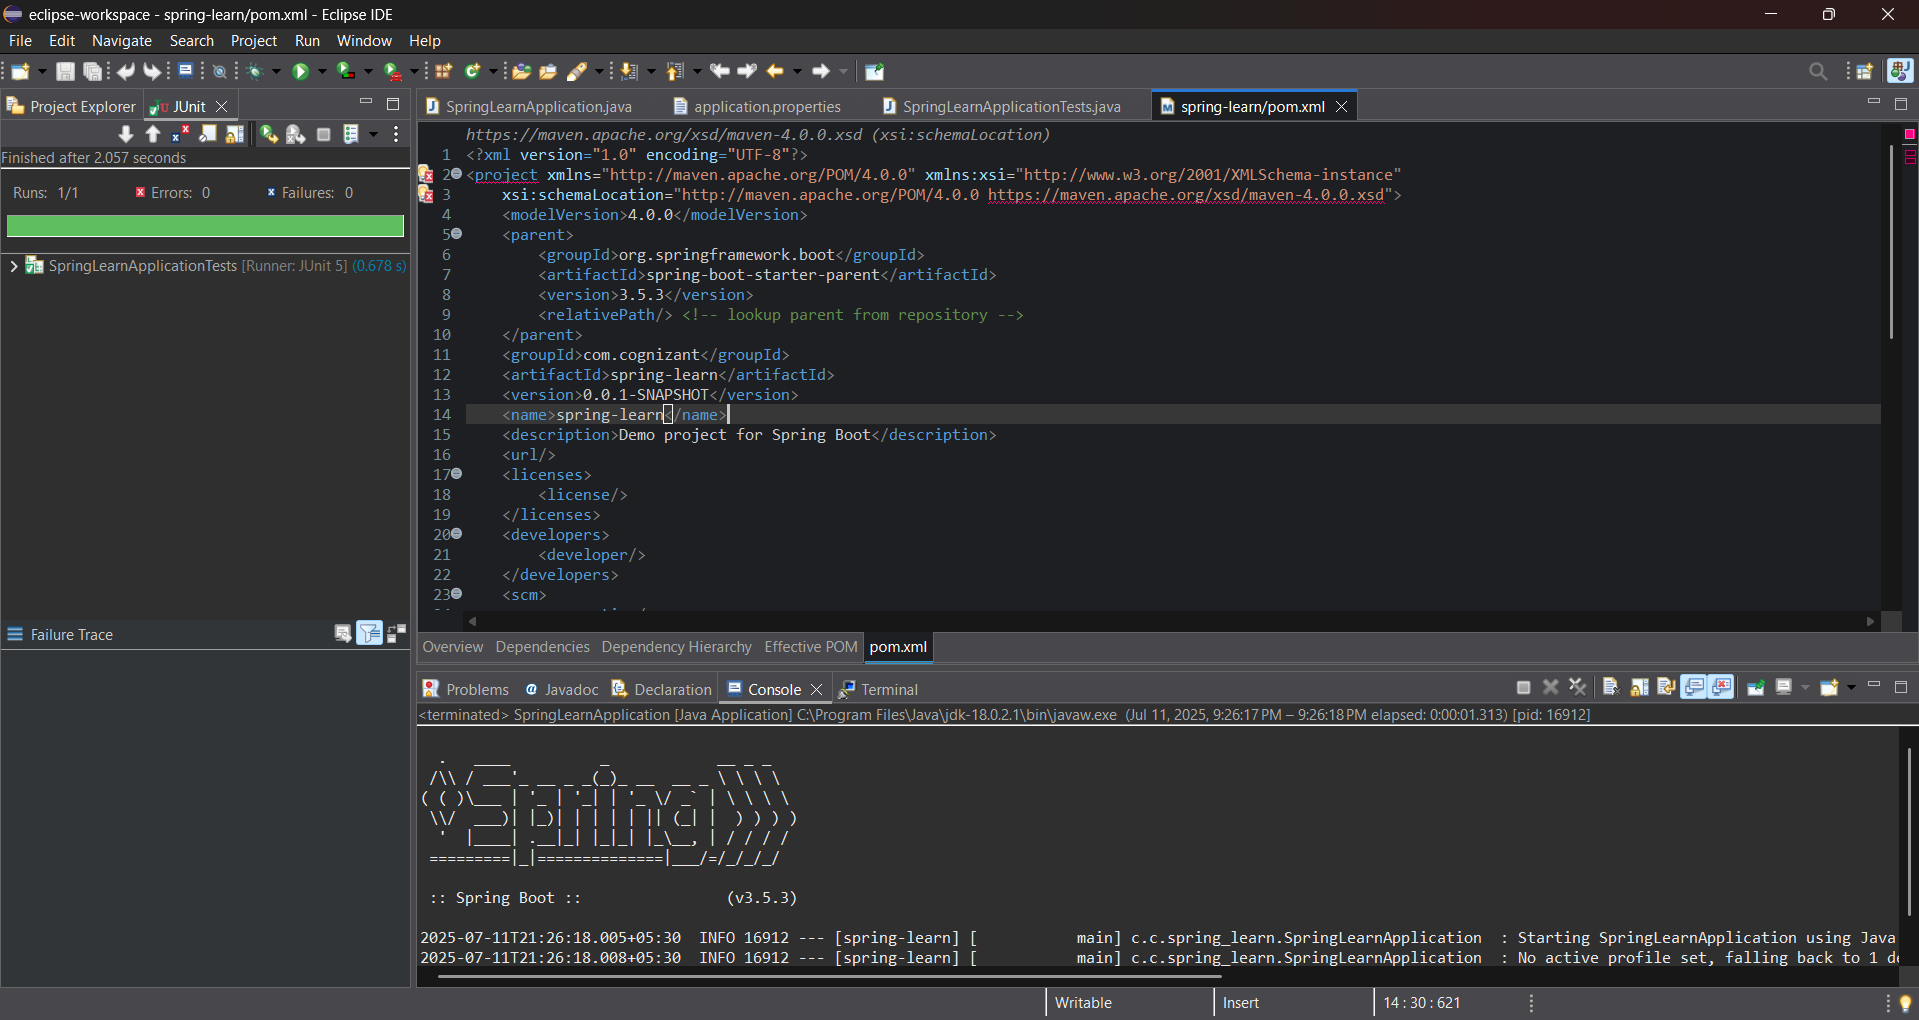 eclipse-workspace - spring-learn/pom.xml - Eclipse IDE
File Edit Navigate Search Project Run Window Help
Project Explorer JUnit
Finished after 2.057 seconds
Runs: 1/1 Errors: 0 Failures: 0
SpringLearnApplicationTests [Runner: JUnit 5] (0.678 s)
Failure Trace
SpringLearnApplication.java application.properties SpringLearnApplicationTests.java spring-learn/pom.xml
https://maven.apache.org/xsd/maven-4.0.0.xsd (xsi:schemaLocation)
1 <?xml version="1.0" encoding="UTF-8"?>
2 <project xmlns="http://maven.apache.org/POM/4.0.0" xmlns:xsi="http://www.w3.org/2001/XMLSchema-instance"
3 xsi:schemaLocation="http://maven.apache.org/POM/4.0.0 https://maven.apache.org/xsd/maven-4.0.0.xsd">
4 <modelVersion>4.0.0</modelVersion>
5 <parent>
6 <groupId>org.springframework.boot</groupId>
7 <artifactId>spring-boot-starter-parent</artifactId>
8 <version>3.5.3</version>
9 <relativePath/> <!-- lookup parent from repository -->
10 </parent>
11 <groupId>com.cognizant</groupId>
12 <artifactId>spring-learn</artifactId>
13 <version>0.0.1-SNAPSHOT</version>
14 <name>spring-learn</name>
15 <description>Demo project for Spring Boot</description>
16 <url/>
17 <licenses>
18 <license/>
19 </licenses>
20 <developers>
21 <developer/>
22 </developers>
23 <scm>
Overview Dependencies Dependency Hierarchy Effective POM pom.xml
Problems Javadoc Declaration Console Terminal
<terminated> SpringLearnApplication [Java Application] C:\Program Files\Java\jdk-18.0.2.1\bin\javaw.exe (Jul 11, 2025, 9:26:17 PM – 9:26:18 PM elapsed: 0:00:01.313) [pid: 16912]
Spring
:: Spring Boot :: (v3.5.3)
2025-07-11T21:26:18.005+05:30 INFO 16912 --- [spring-learn] [ main] c.c.spring_learn.SpringLearnApplication : Starting SpringLearnApplication using Java
2025-07-11T21:26:18.008+05:30 INFO 16912 --- [spring-learn] [ main] c.c.spring_learn.SpringLearnApplication : No active profile set, falling back to 1 de
Writable Insert 14 : 30 : 621